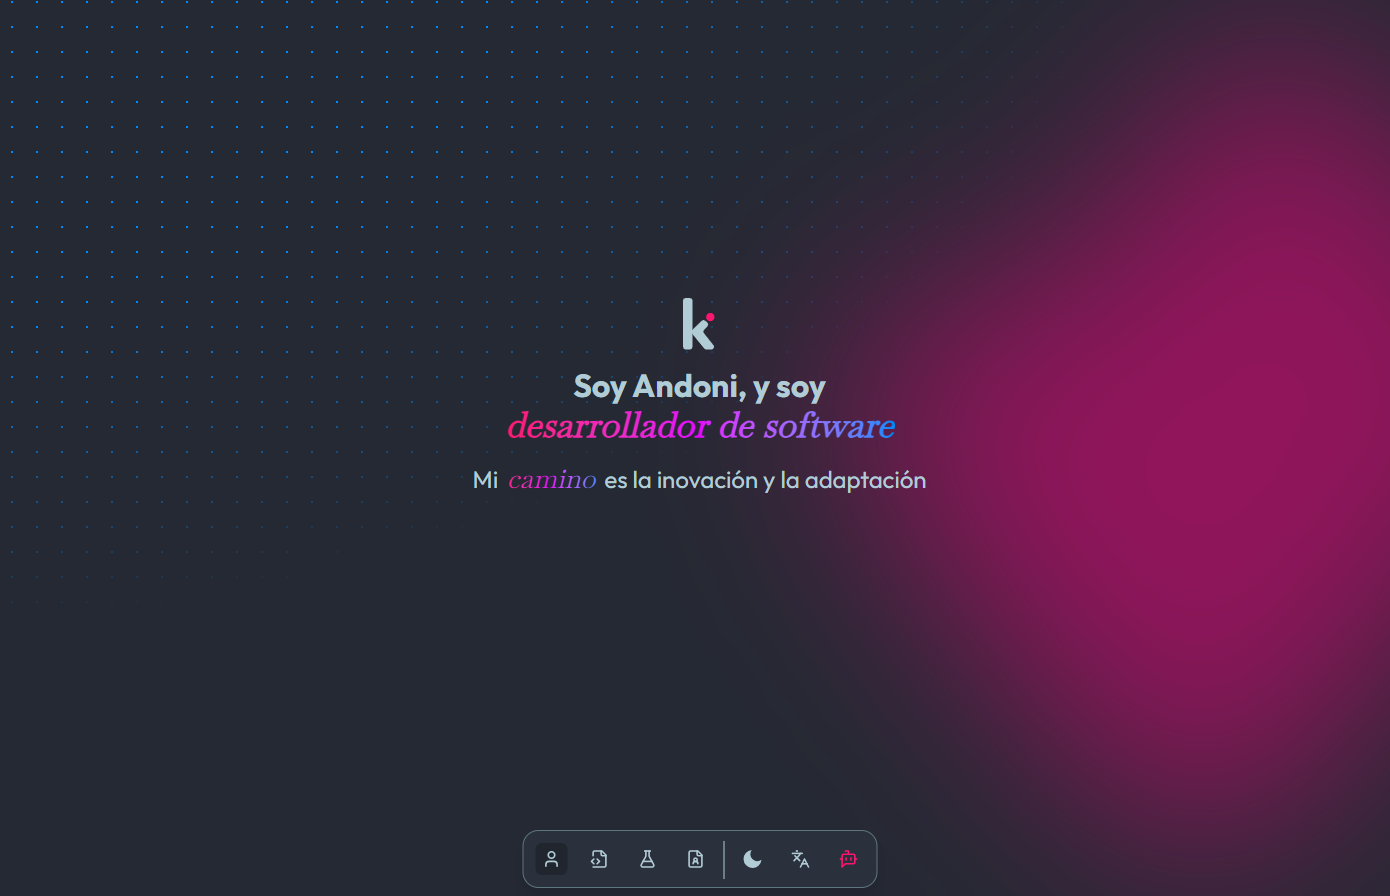 k
Soy Andoni, y soy
desarrollador de software
Mi camino es la inovación y la adaptación